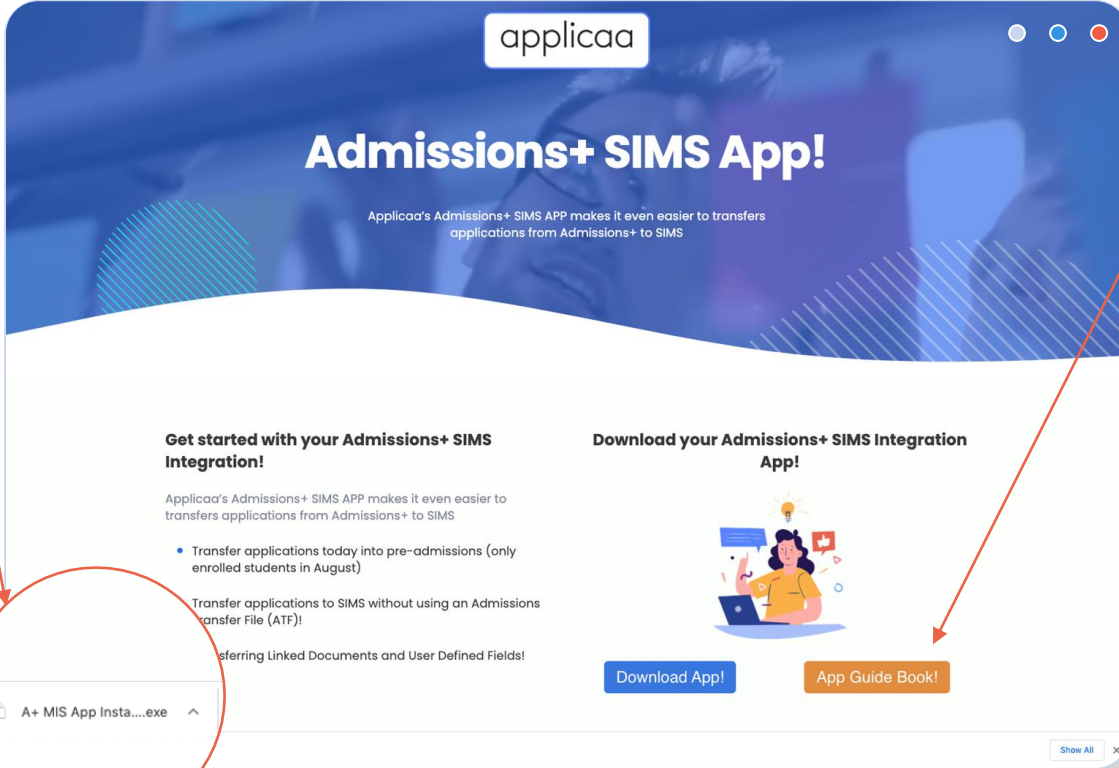 applicaa
Admissions+ SIMS App!
Applicaa's Admissions+ SIMS APP makes it even easier to transfers
applications from Admissions+ to SIMS
Get started with your Admissions+ SIMS
Integration!
Applicaa's Admissions+ SIMS APP makes it even easier to
transfers applications from Admissions+ to SIMS
Transfer applications today into pre-admissions (only
enrolled students in August)
Transfer applications to SIMS without using an Admissions
ransfer File (ATF)!
sferring Linked Documents and User Defined Fields!
Download your Admissions+ SIMS Integration
App!
Download App!
App Guide Book!
A+ MIS App Insta....exe
Show All